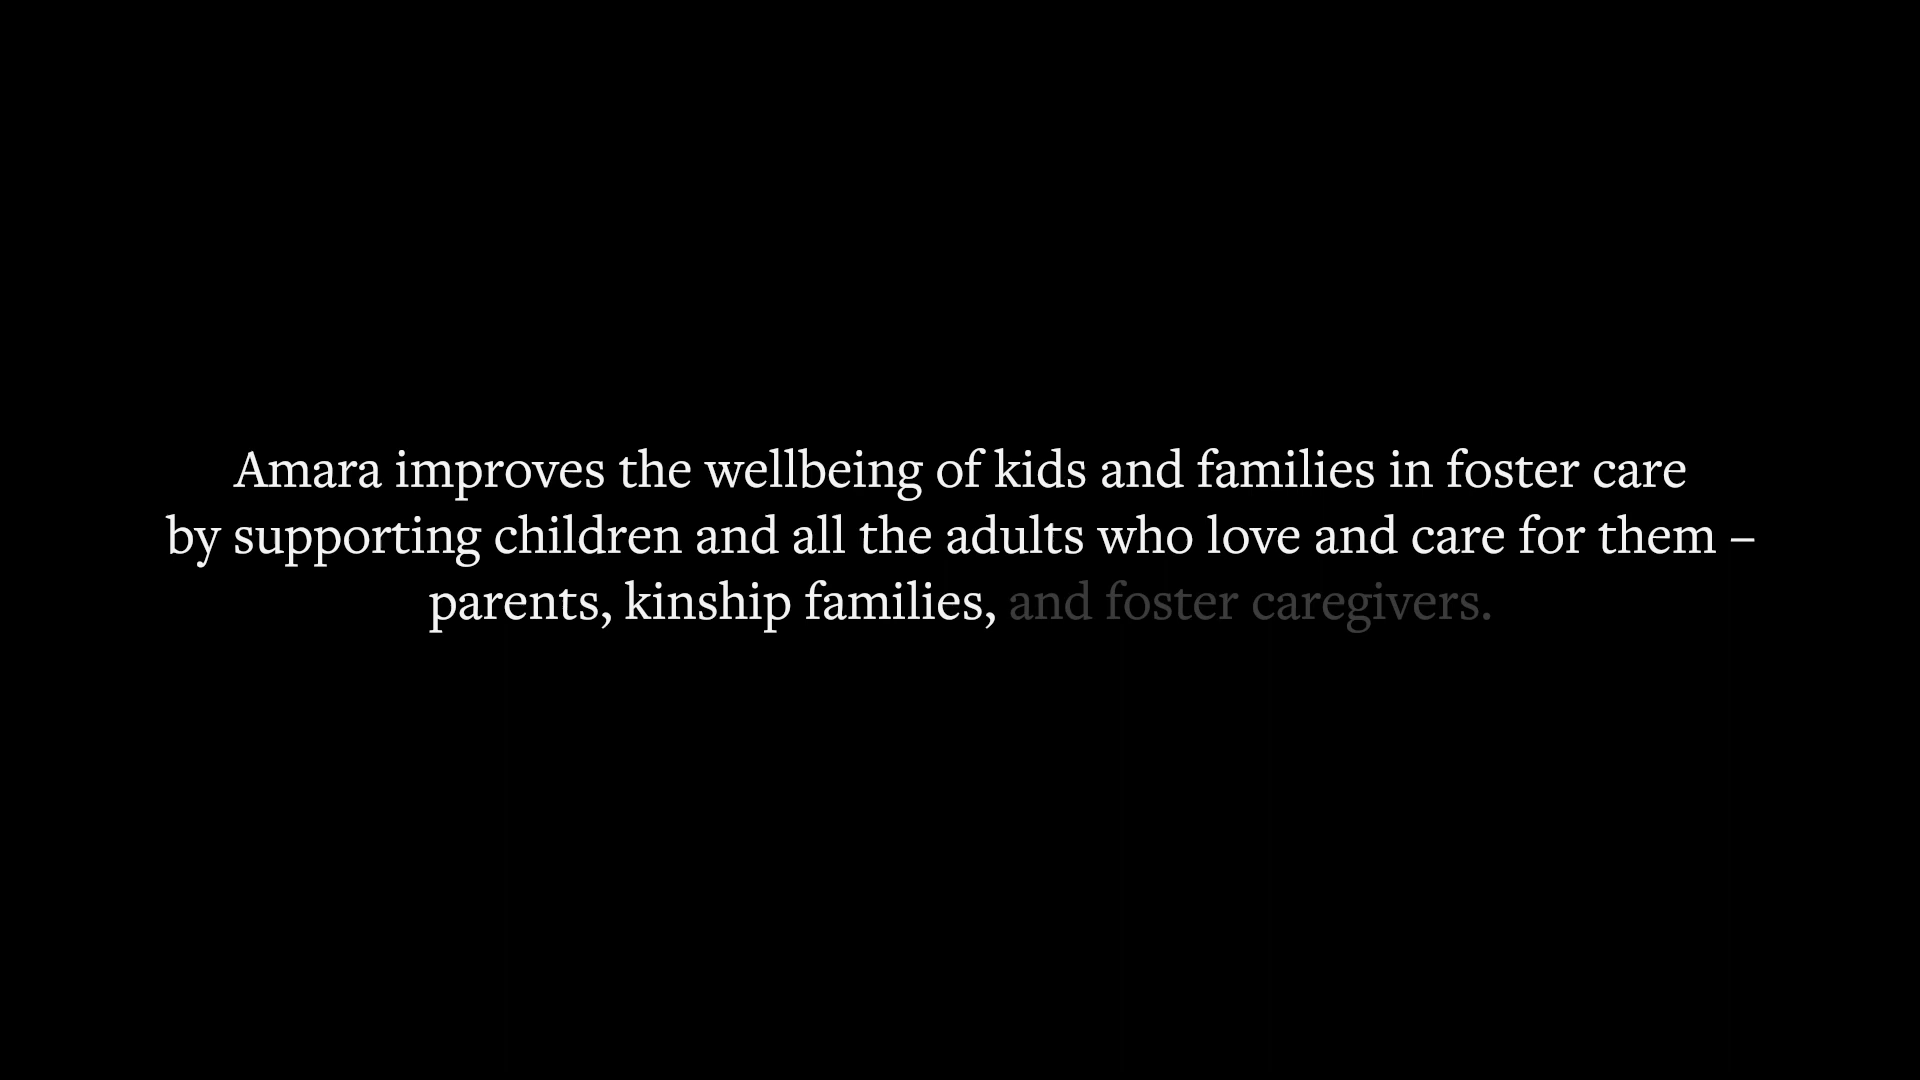 Amara improves the wellbeing of kids and families in foster care
by supporting children and all the adults who love and care for them –
parents, kinship families, and foster caregivers.